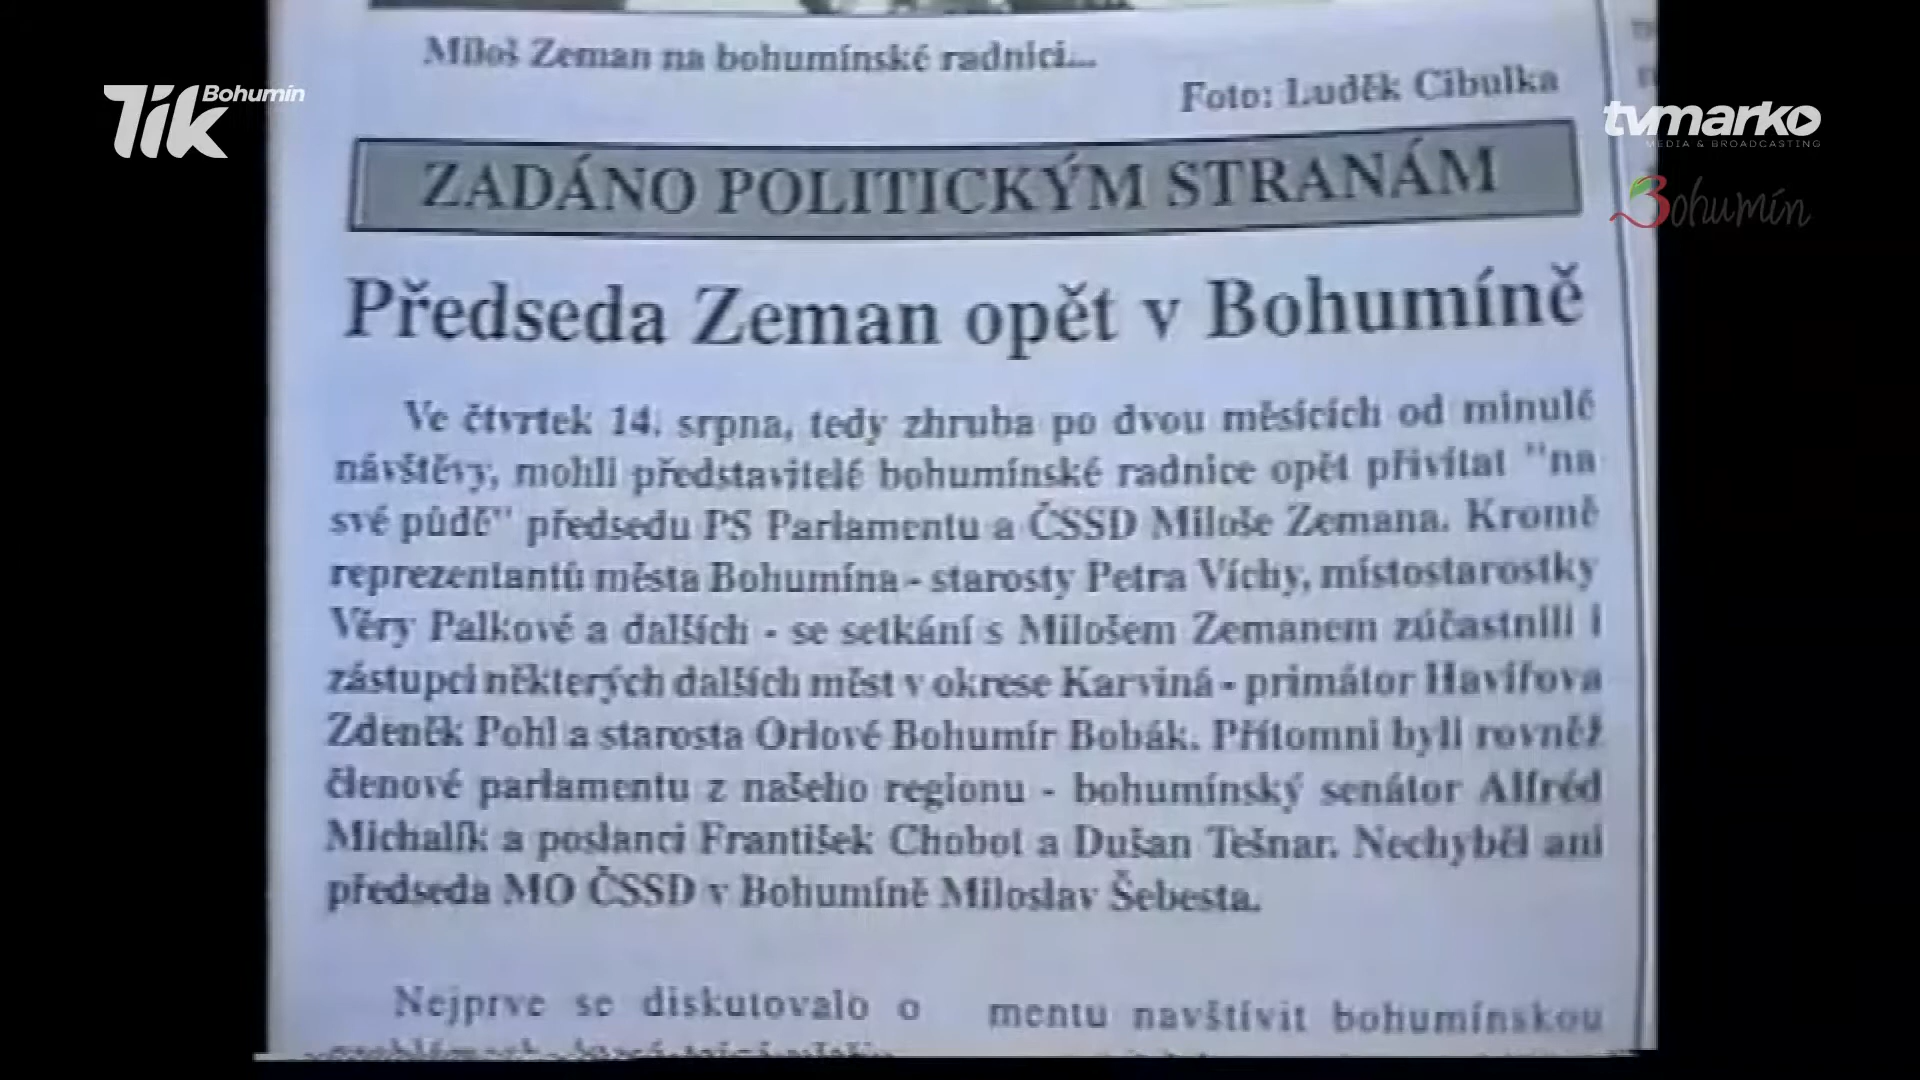 Miloš Zeman na bohumínské radnici...
Foto: Luděk Cibulka
Tik Bohumín
tvmarko
MEDIA & BROADCASTING
Bohumín
ZADÁNO POLITICKÝM STRANÁM
Předseda Zeman opět v Bohumíně
Ve čtvrtek 14. srpna, tedy zhruba po dvou měsících od minulé
návštěvy, mohli představitelé bohumínské radnice opět přivítat "na
své půdě" předsedu PS Parlamentu a ČSSD Miloše Zemana. Kromě
reprezentantů města Bohumína - starosty Petra Víchy, místostarostky
Věry Palkové a dalších - se setkání s Milošem Zemanem zúčastnili i
zástupci některých dalších měst v okrese Karviná - primátor Havířova
Zdeněk Pohl a starosta Orlové Bohumír Bobák. Přítomni byli rovněž
členové parlamentu z našeho regionu - bohumínský senátor Alfréd
Michalík a poslanci František Chobot a Dušan Tešnar. Nechyběl ani
předseda MO ČSSD v Bohumíně Miloslav Šebesta.
Nejprve se diskutovalo o
mentu navštívit bohumínskou